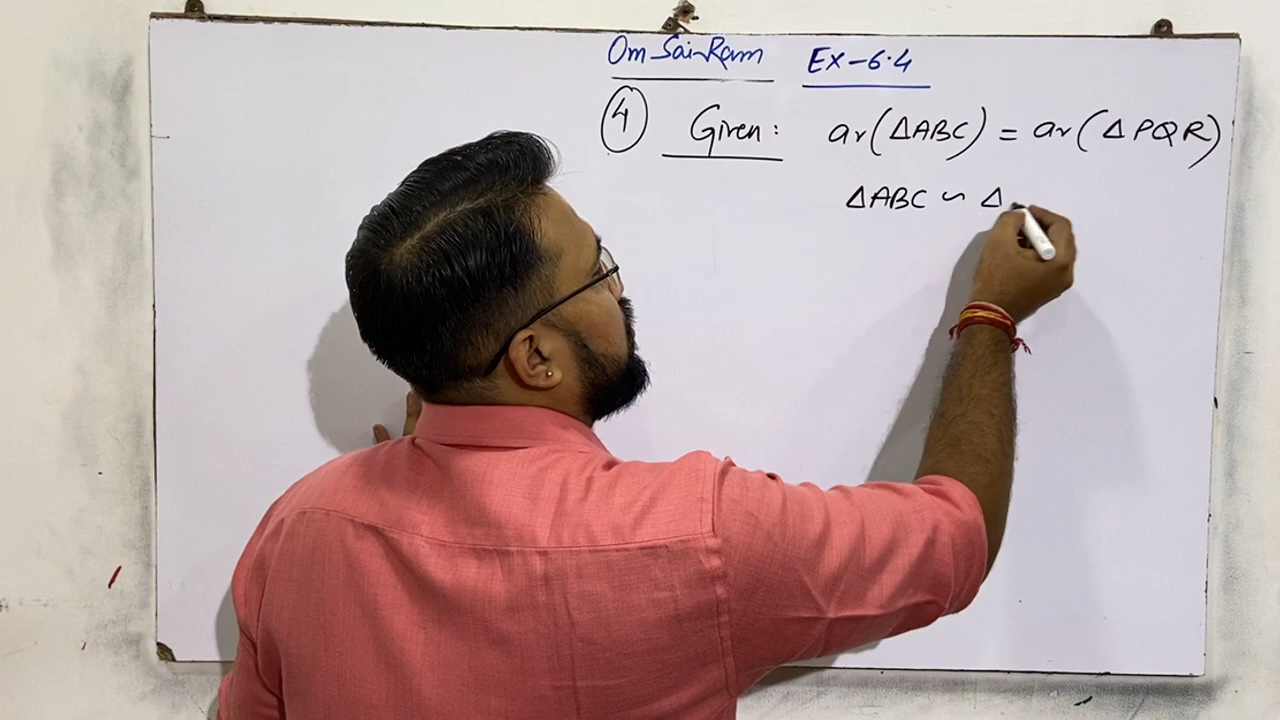 Om Sai Ram Ex-6.4
④ Given: ar(ΔABC) = ar(ΔPQR)
ΔABC ∽ Δ